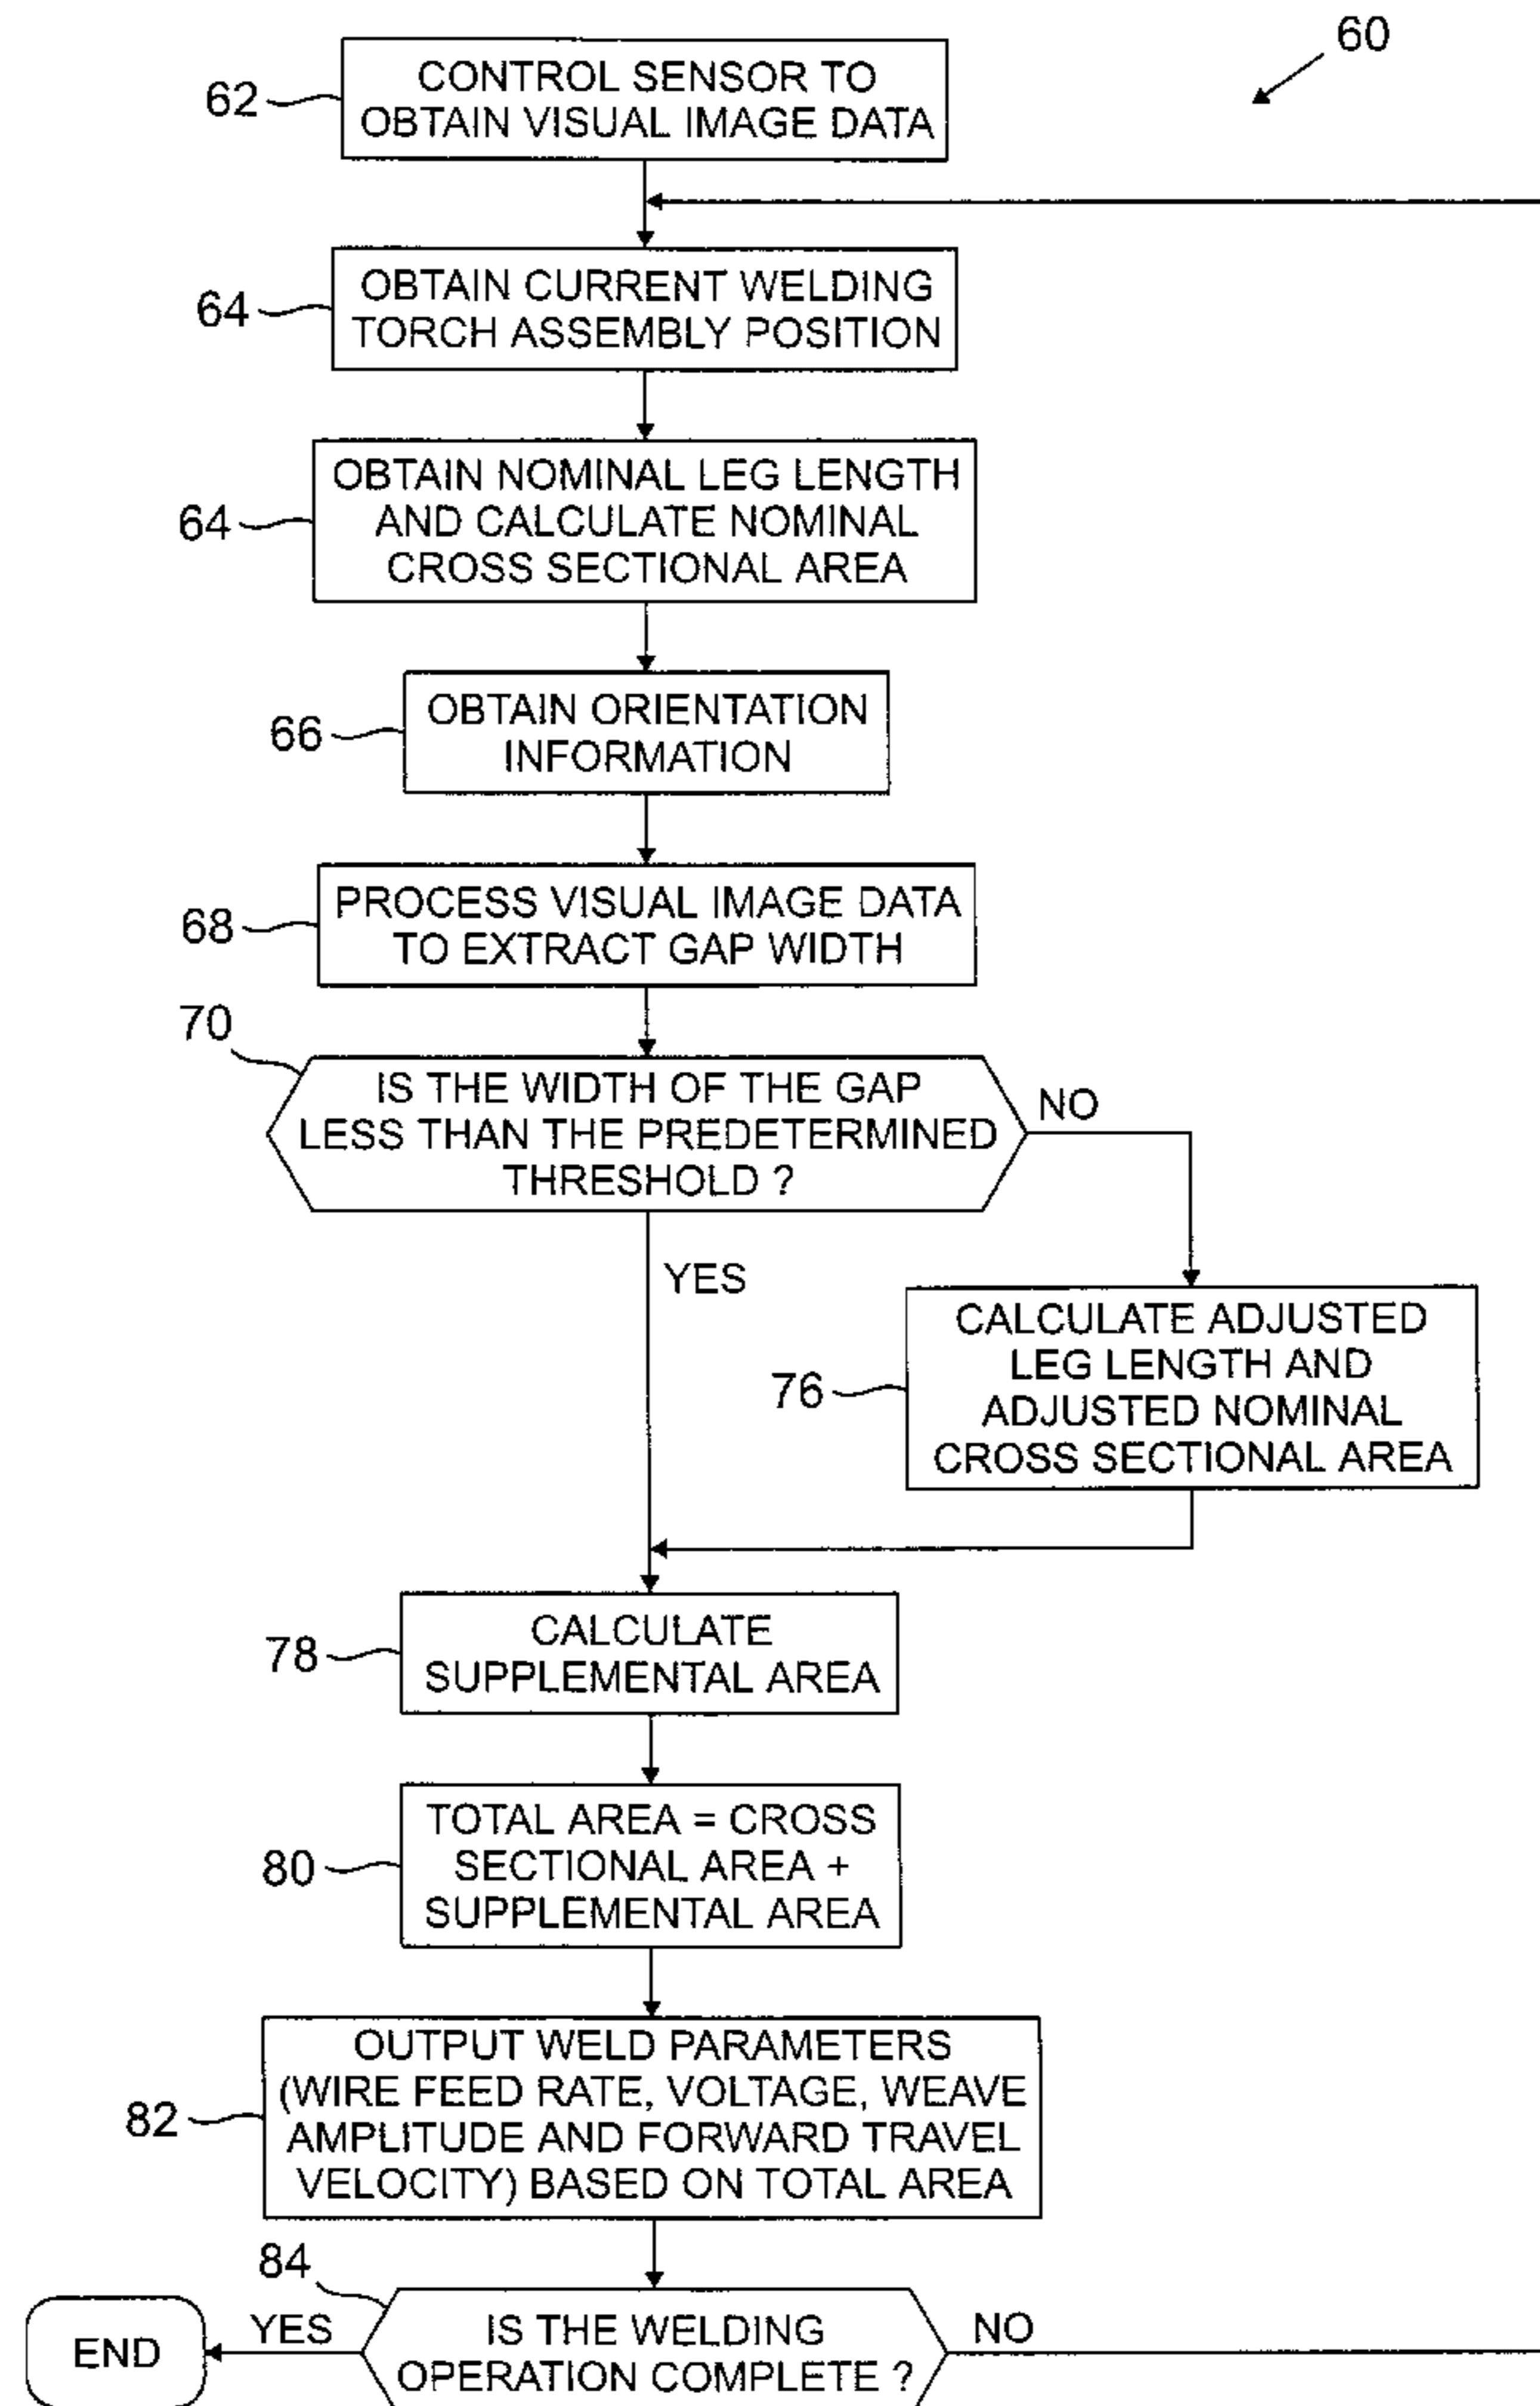 60
62
CONTROL SENSOR TO
OBTAIN VISUAL IMAGE DATA
64
OBTAIN CURRENT WELDING
TORCH ASSEMBLY POSITION
64
OBTAIN NOMINAL LEG LENGTH
AND CALCULATE NOMINAL
CROSS SECTIONAL AREA
66
OBTAIN ORIENTATION
INFORMATION
68
PROCESS VISUAL IMAGE DATA
TO EXTRACT GAP WIDTH
70
IS THE WIDTH OF THE GAP
LESS THAN THE PREDETERMINED
THRESHOLD ?
NO
YES
76
CALCULATE ADJUSTED
LEG LENGTH AND
ADJUSTED NOMINAL
CROSS SECTIONAL AREA
78
CALCULATE
SUPPLEMENTAL AREA
80
TOTAL AREA = CROSS
SECTIONAL AREA +
SUPPLEMENTAL AREA
82
OUTPUT WELD PARAMETERS
(WIRE FEED RATE, VOLTAGE, WEAVE
AMPLITUDE AND FORWARD TRAVEL
VELOCITY) BASED ON TOTAL AREA
84
IS THE WELDING
OPERATION COMPLETE ?
YES
NO
END